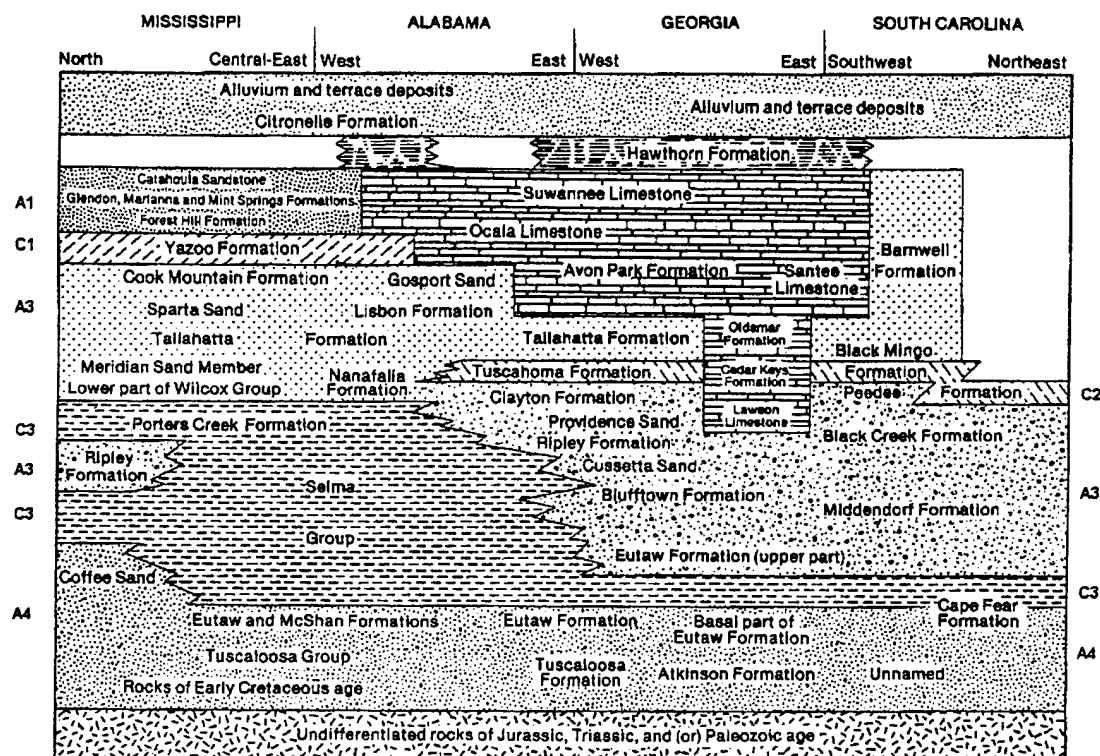 MISSISSIPPI ALABAMA GEORGIA SOUTH CAROLINA
North Central-East West East West East Southwest Northeast
Alluvium and terrace deposits
Alluvium and terrace deposits
Citronelle Formation
Hawthorn Formation
Catahoula Sandstone
Suwannee Limestone
A1
Glendon, Marianna and Mint Springs Formations
Forest Hill Formation
Ocala Limestone
C1
Yazoo Formation
Barnwell
Formation
Cook Mountain Formation
Gosport Sand
Avon Park Formation
Santee
Limestone
A3
Sparta Sand
Lisbon Formation
Tallahatta Formation
Tallahatta Formation
Oldsmar
Formation
Black Mingo
Formation
Meridian Sand Member
Tuscahoma Formation
Cedar Keys
Formation
Lower part of Wilcox Group
Nanafalia
Formation
Clayton Formation
Peedee Formation
C2
Lawson
Limestone
C3
Porters Creek Formation
Providence Sand
Black Creek Formation
Ripley Formation
A3
Ripley
Formation
Cussetta Sand
Selma
Group
Blufftown Formation
A3
C3
Middendorf Formation
Eutaw Formation (upper part)
Coffee Sand
C3
Cape Fear
Formation
A4
Eutaw and McShan Formations
Eutaw Formation
Basal part of
Eutaw Formation
Tuscaloosa Group
A4
Tuscaloosa
Formation
Atkinson Formation
Unnamed
Rocks of Early Cretaceous age
Undifferentiated rocks of Jurassic, Triassic, and (or) Paleozoic age